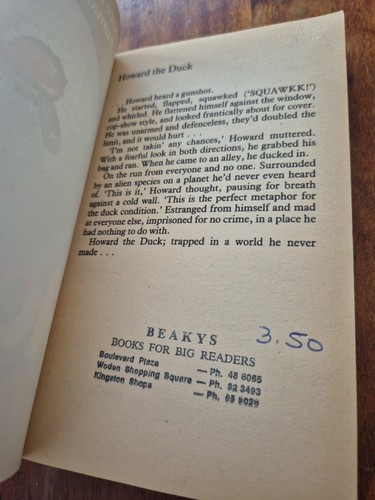 Howard the Duck
Howard heard a gunshot.
He started, flapped, squawked ('SQUAWKK!')
and whirled. He flattened himself against the window,
cop-show style, and looked frantically about for cover.
He was unarmed and defenceless, they'd doubled the
limit, and it would hurt . . .
'I'm not takin' any chances,' Howard muttered.
With a fearful look in both directions, he grabbed his
bag and ran. When he came to an alley, he ducked in.
On the run from everyone and no one. Surrounded
by an alien species on a planet he'd never even heard
of. 'This is it,' Howard thought, pausing for breath
against a cold wall. 'This is the perfect metaphor for
the duck condition.' Estranged from himself and mad
at everyone else, imprisoned for no crime, in a place he
had nothing to do with.
Howard the Duck; trapped in a world he never
made . . .
BEAKYS 3.50
BOOKS FOR BIG READERS
Boulevard Plaza — Ph. 48 6065
Woden Shopping Square — Ph. 82 3493
Kingston Shops — Ph. 9029